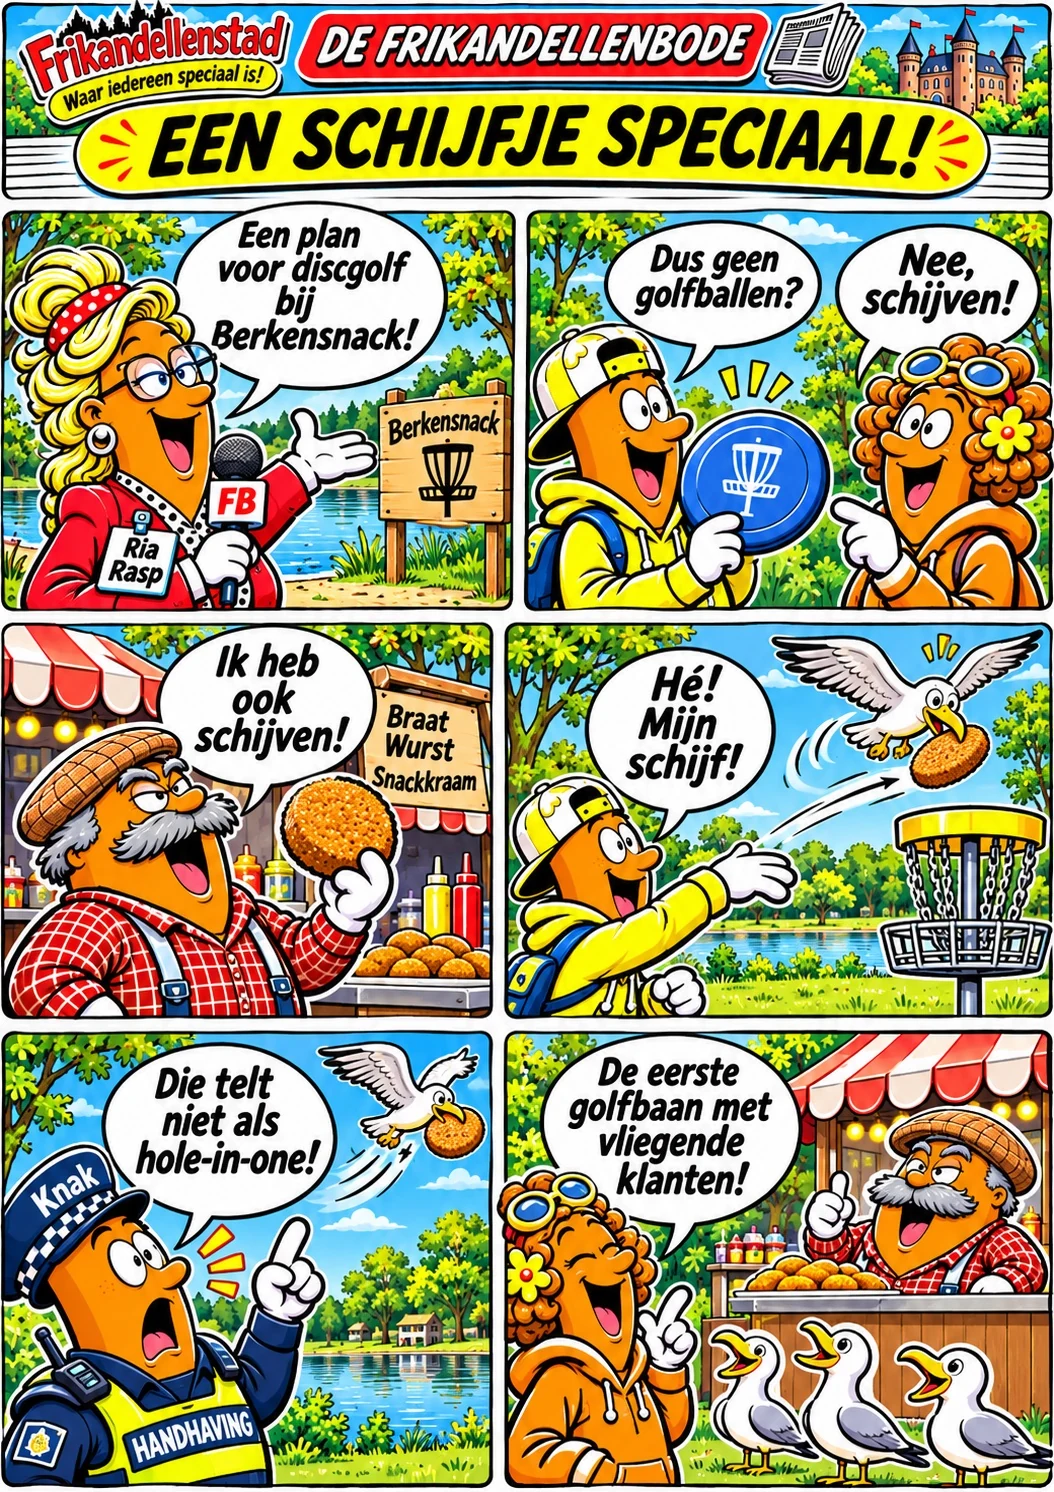 Frikandellenstad
Waar iedereen speciaal is!
DE FRIKANDELLENBODE
EEN SCHIJFJE SPECIAAL!
Een plan
voor discgolf
bij
Berkensnack!
Berkensnack
FB
Ria
Rasp
Dus geen
golfballen?
Nee,
schijven!
Ik heb
ook
schijven!
Braat
Wurst
Snackkraam
Hé!
Mijn
schijf!
Die telt
niet als
hole-in-one!
Knak
HANDHAVING
De eerste
golfbaan met
vliegende
klanten!